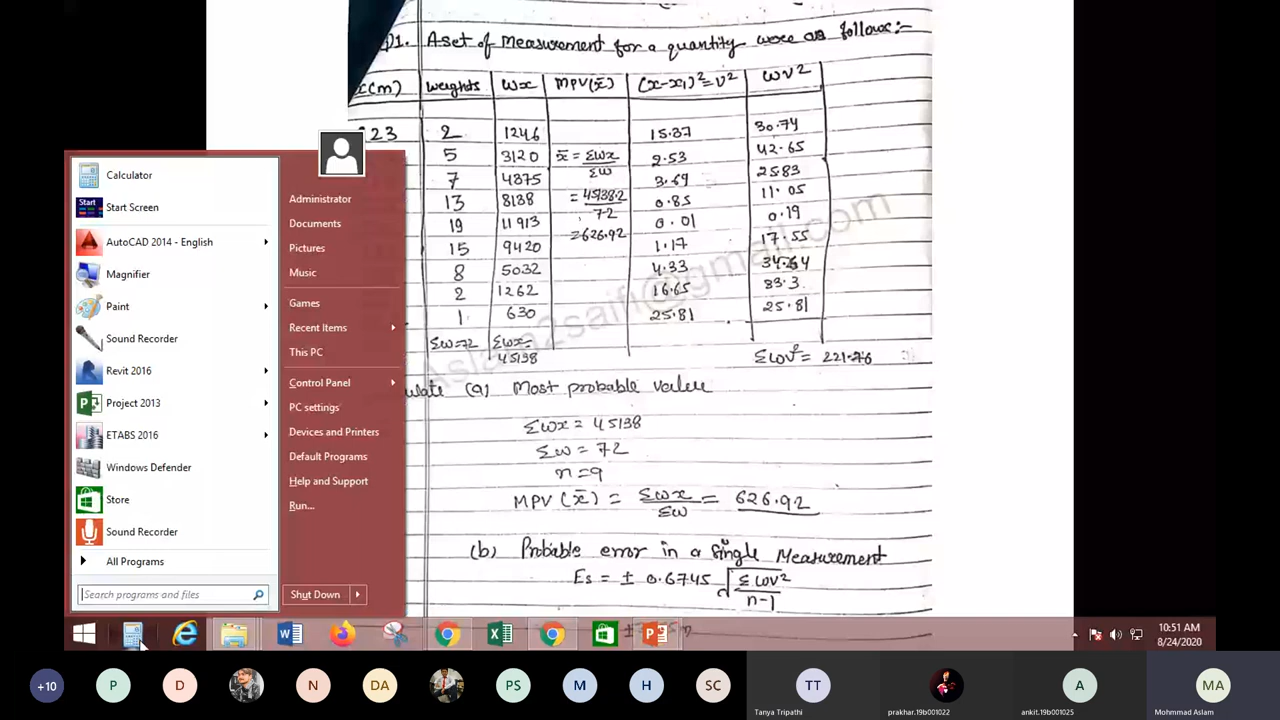 Q1. A set of Measurement for a quantity were as follows:-
x(m) weights wx MPV(x̄) (x-x₁)²=v² wv²
23 2 1246 15.37 30.74
5 3120 x̄ = Σwx/Σw 2.53 42.65
7 4375 3.69 25.83
13 8138 = 45138.2/72 0.85 11.05
19 11913 =626.92 0.01 0.19
15 9420 1.17 17.55
8 5032 4.33 34.64
2 1262 16.65 33.3
1 630 25.81 25.81
Σw=72 Σwx= 45138 Σwv² = 221.76
Aslam2saifi@gmail.com
(a) Most probable value
Σwx = 45138
Σw = 72
n = 9
MPV (x̄) = Σwx/Σw = 626.92
(b) Probable error in a single Measurement
Es = ± 0.6745 √Σwv²/n-1
Calculator
Start Screen
AutoCAD 2014 - English
Magnifier
Paint
Sound Recorder
Revit 2016
Project 2013
ETABS 2016
Windows Defender
Store
Sound Recorder
All Programs
Search programs and files
Administrator
Documents
Pictures
Music
Games
Recent Items
This PC
Control Panel
PC settings
Devices and Printers
Default Programs
Help and Support
Run...
Shut Down
10:51 AM
8/24/2020
+10 P D N DA PS M H SC TT A MA
Tanya Tripathi prakhar.19b001022 ankit.19b001025 Mohmmad Aslam